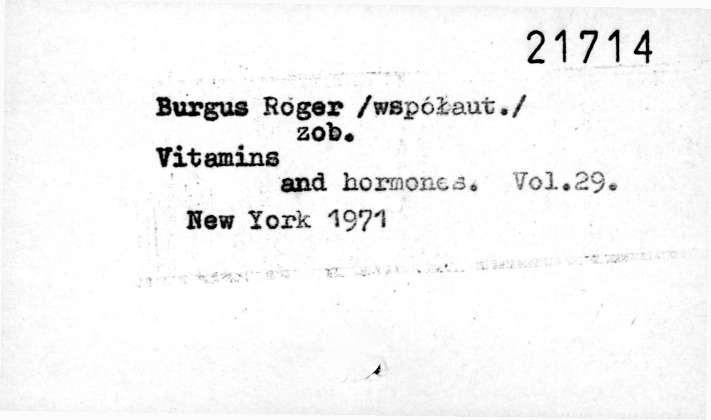 21714
Burgus Roger /współaut./
zob.
Vitamins
and hormones. Vol.29.
New York 1971